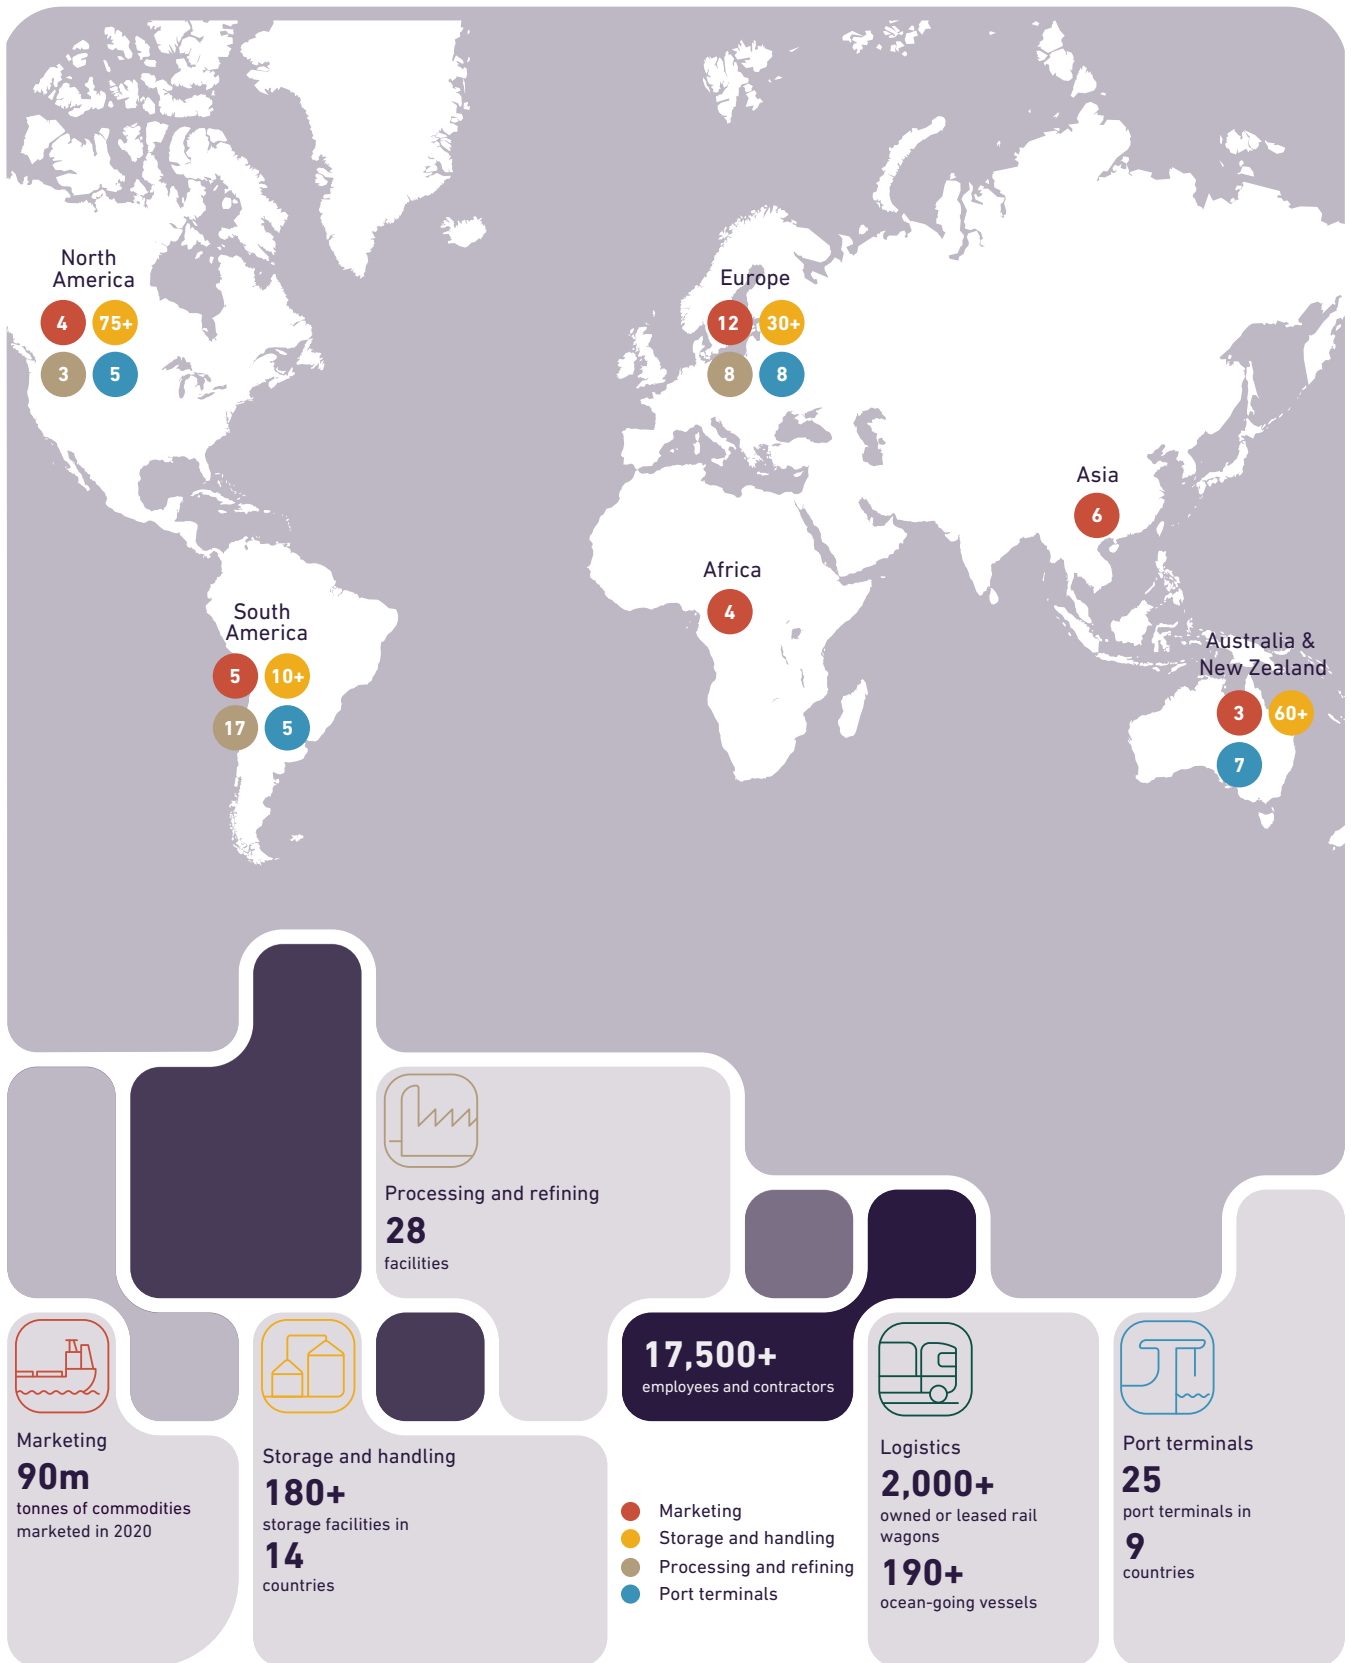 North
America
4
75+
3
5
Europe
12
30+
8
8
Asia
6
Africa
4
South
America
5
10+
17
5
Australia &
New Zealand
3
60+
7
Processing and refining
28
facilities
17,500+
employees and contractors
Marketing
90m
tonnes of commodities
marketed in 2020
Storage and handling
180+
storage facilities in
14
countries
Marketing
Storage and handling
Processing and refining
Port terminals
Logistics
2,000+
owned or leased rail
wagons
190+
ocean-going vessels
Port terminals
25
port terminals in
9
countries